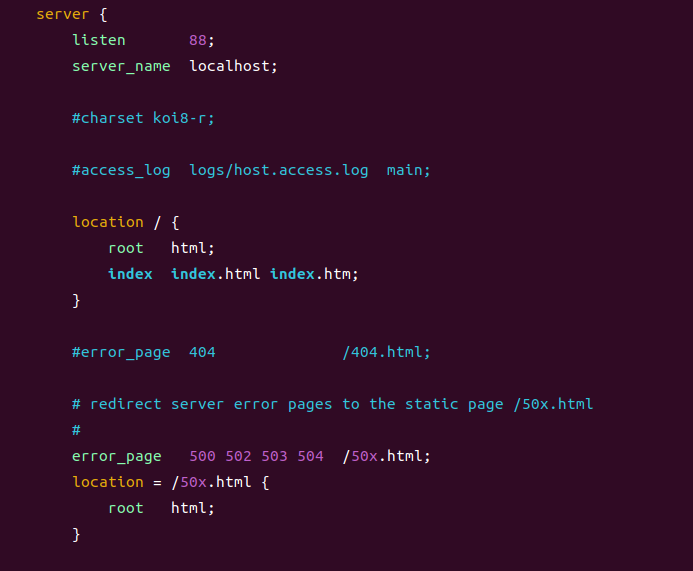 server {
listen       88;
server_name  localhost;
#charset koi8-r;
#access_log  logs/host.access.log  main;
location / {
root   html;
index  index.html index.htm;
}
#error_page  404              /404.html;
# redirect server error pages to the static page /50x.html
#
error_page   500 502 503 504  /50x.html;
location = /50x.html {
root   html;
}